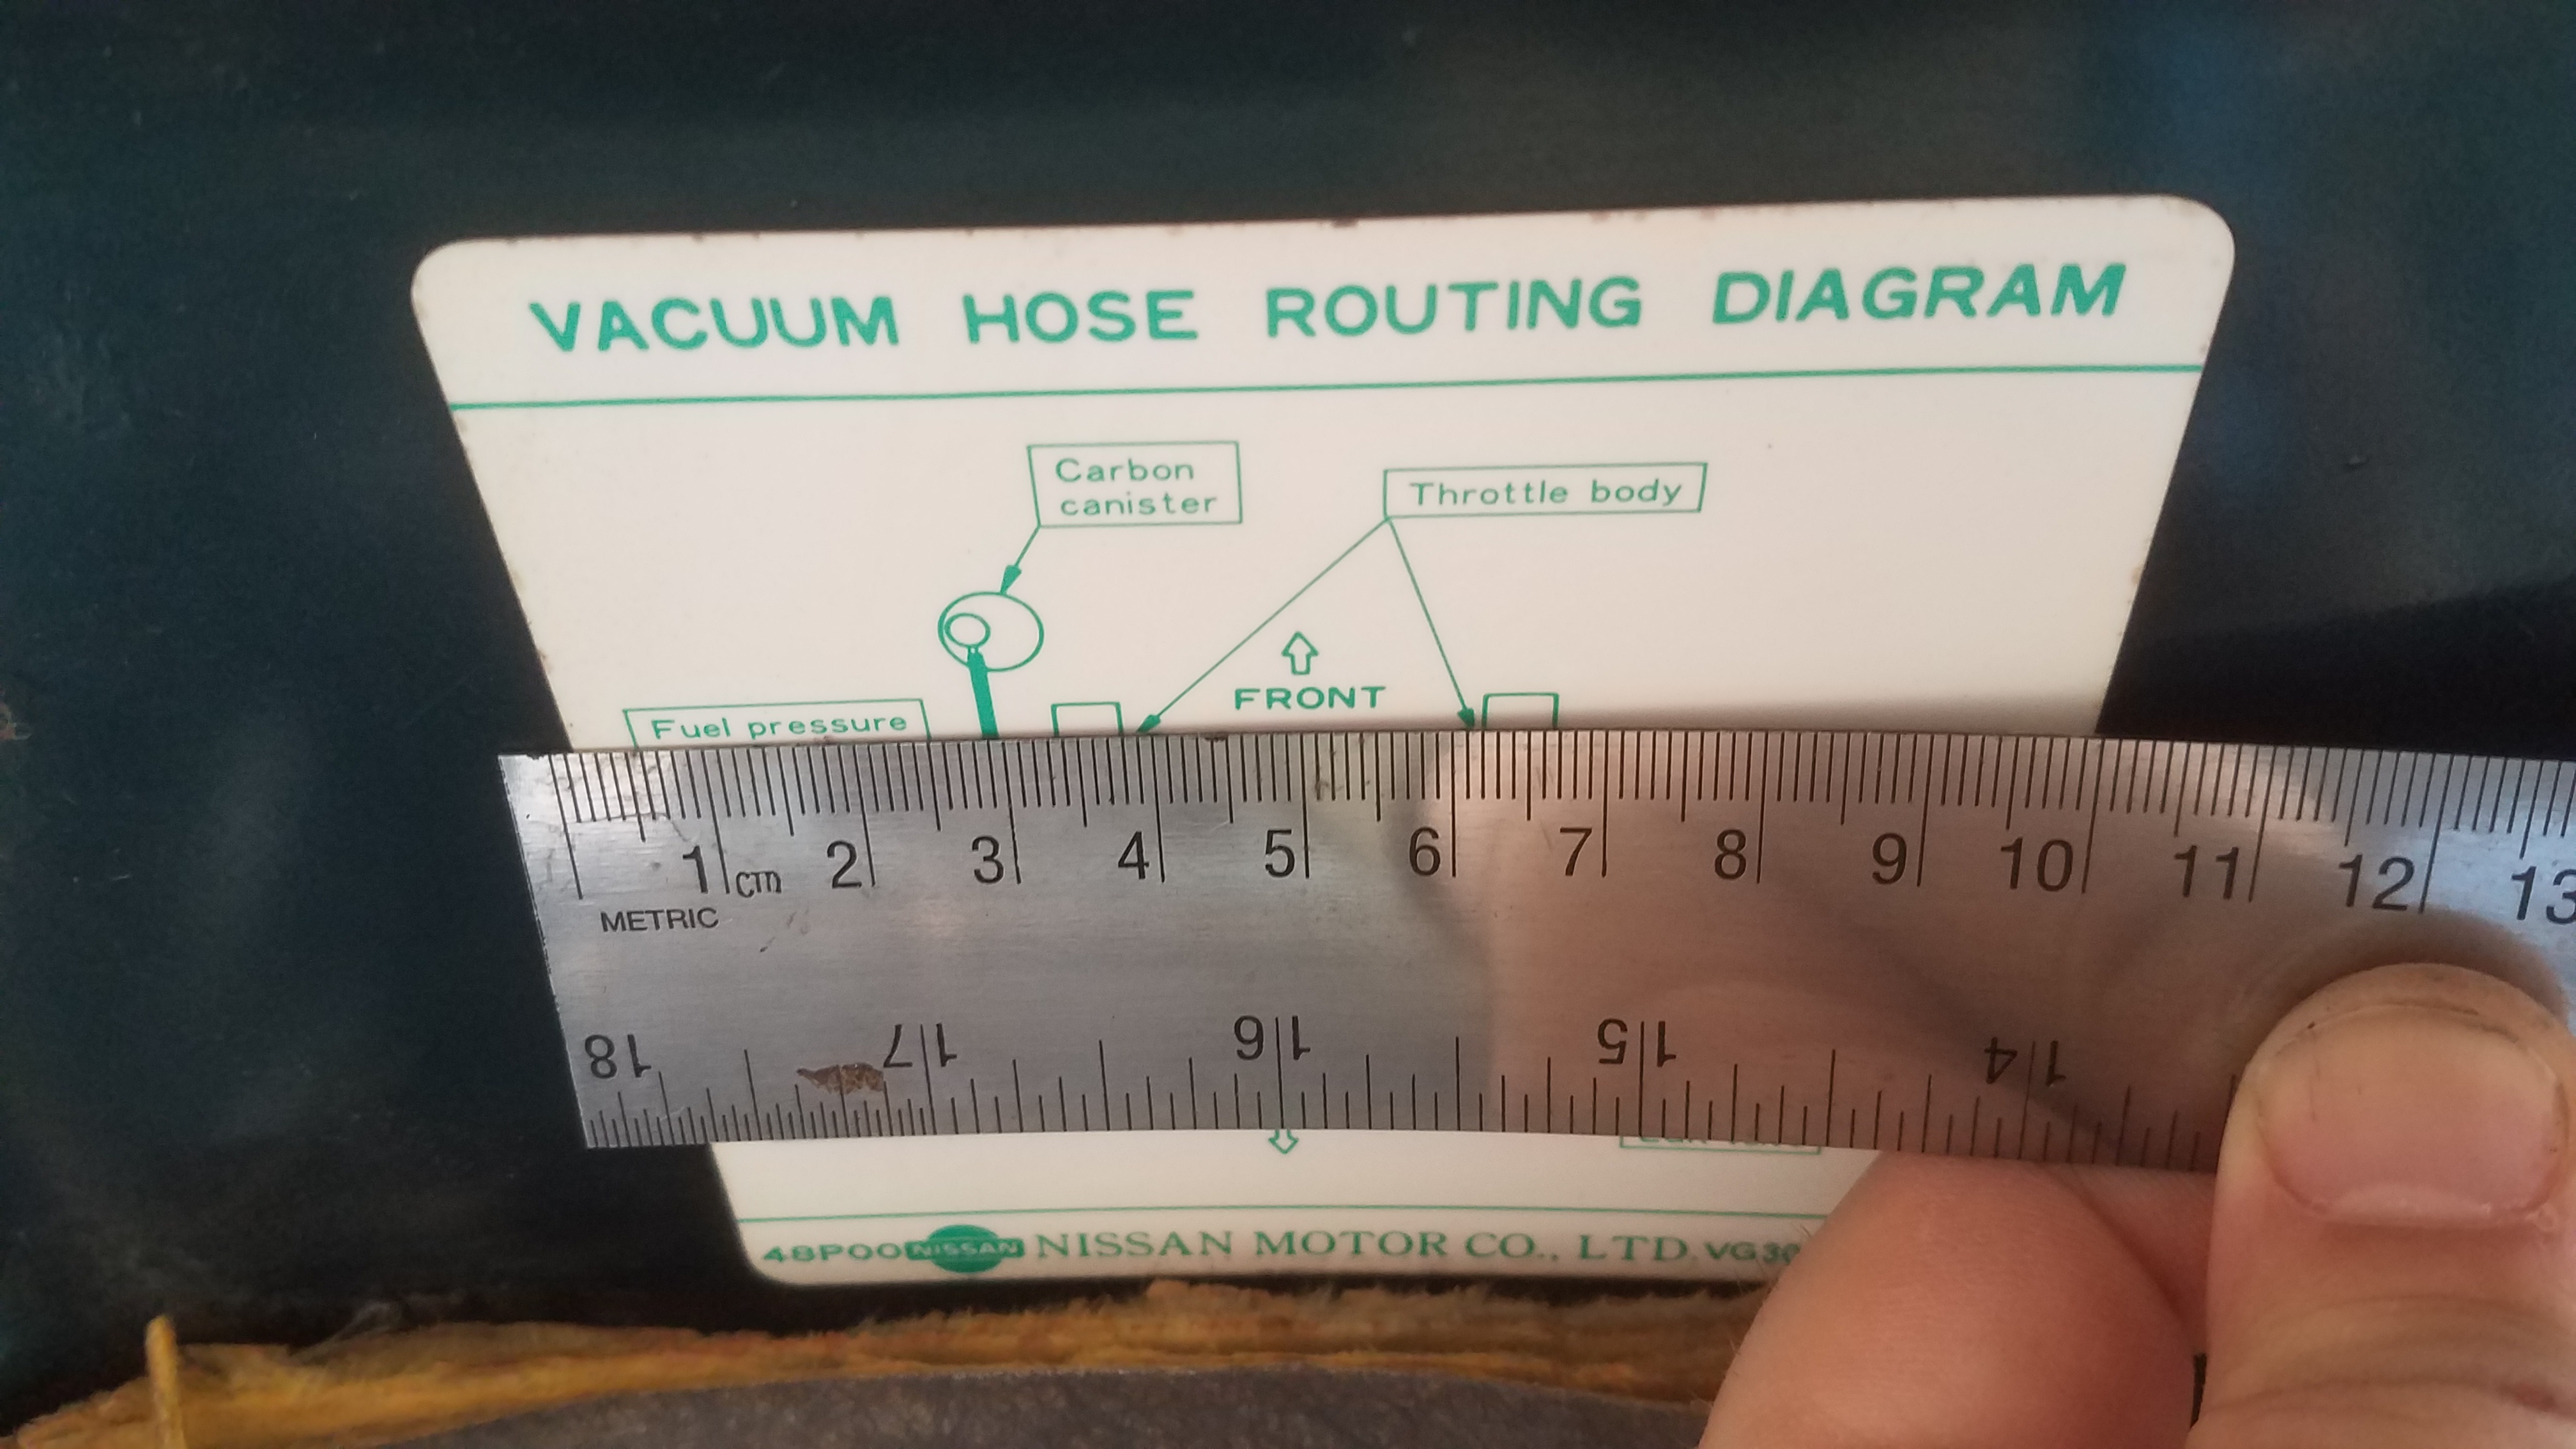 VACUUM HOSE ROUTING DIAGRAM
Carbon
canister
Throttle body
FRONT
Fuel pressure
1 cm 2 3 4 5 6 7 8 9 10 11 12 13
METRIC
18 17 16 15 14
48P00 NISSAN NISSAN MOTOR CO., LTD. VG30